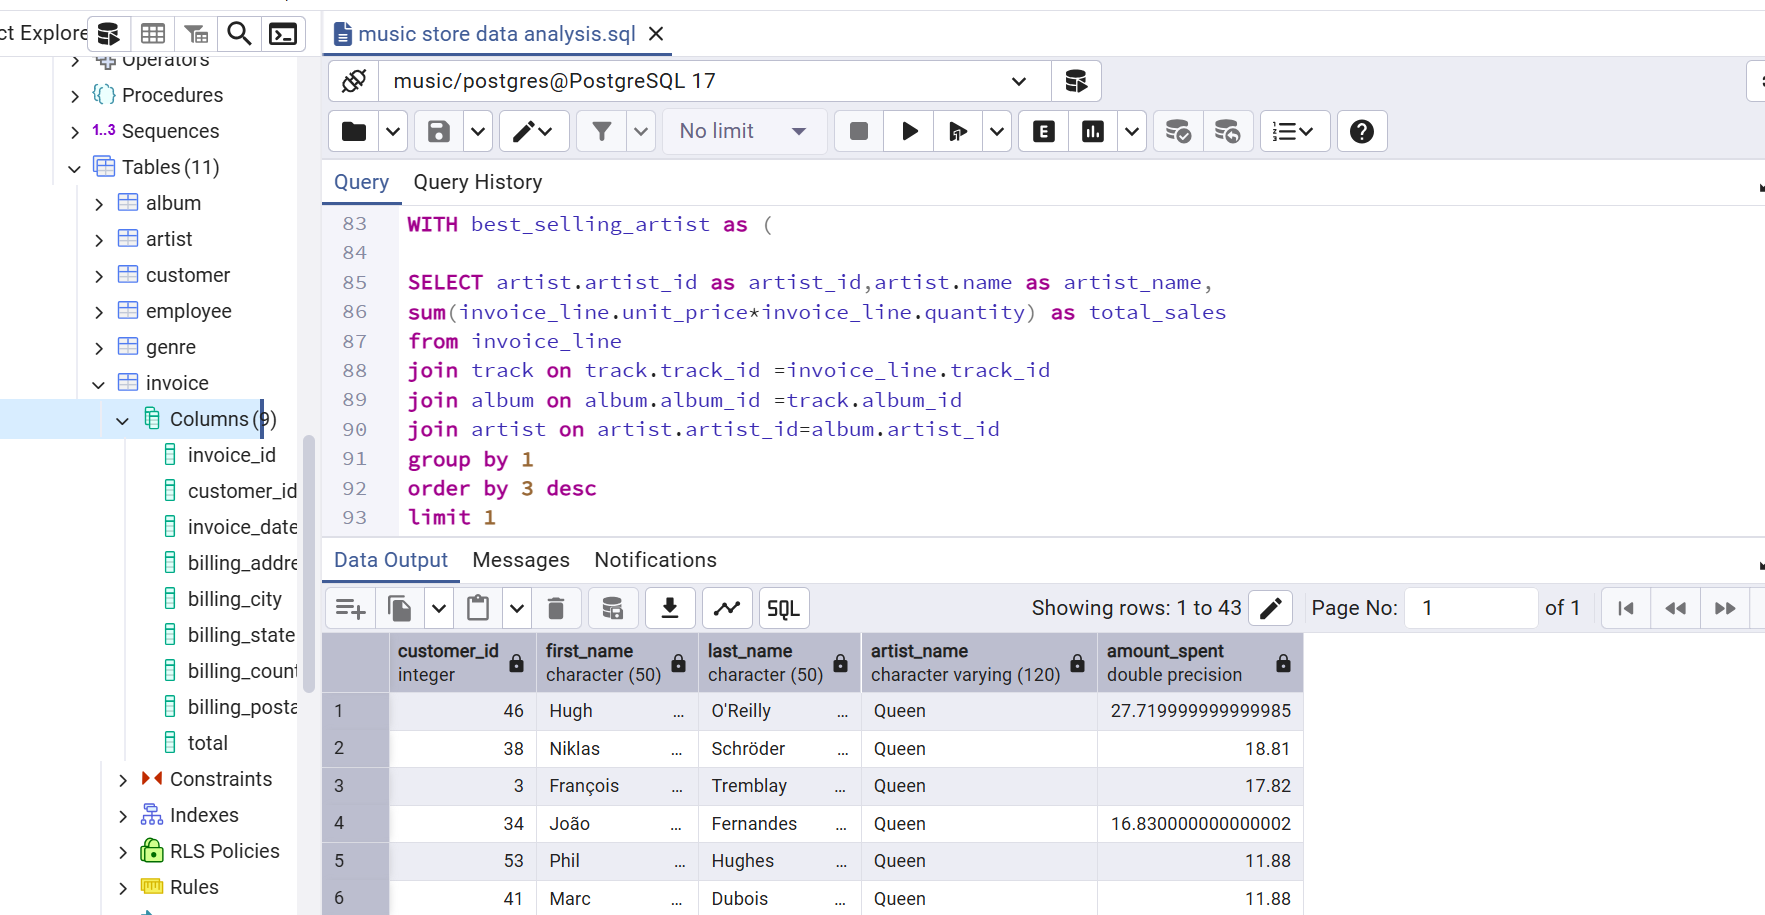 ct Explore
Operators
Procedures
1..3 Sequences
Tables (11)
album
artist
customer
employee
genre
invoice
Columns (9)
invoice_id
customer_id
invoice_date
billing_addre
billing_city
billing_state
billing_count
billing_posta
total
Constraints
Indexes
RLS Policies
Rules
music store data analysis.sql
music/postgres@PostgreSQL 17
No limit
E
Query Query History
83 WITH best_selling_artist as (
84
85 SELECT artist.artist_id as artist_id,artist.name as artist_name,
86 sum(invoice_line.unit_price*invoice_line.quantity) as total_sales
87 from invoice_line
88 join track on track.track_id =invoice_line.track_id
89 join album on album.album_id =track.album_id
90 join artist on artist.artist_id=album.artist_id
91 group by 1
92 order by 3 desc
93 limit 1
Data Output Messages Notifications
SQL Showing rows: 1 to 43 Page No: 1 of 1
customer_id first_name last_name artist_name amount_spent
integer character (50) character (50) character varying (120) double precision
1 46 Hugh ... O'Reilly ... Queen 27.719999999999985
2 38 Niklas ... Schröder ... Queen 18.81
3 3 François ... Tremblay ... Queen 17.82
4 34 João ... Fernandes ... Queen 16.830000000000002
5 53 Phil ... Hughes ... Queen 11.88
6 41 Marc ... Dubois ... Queen 11.88